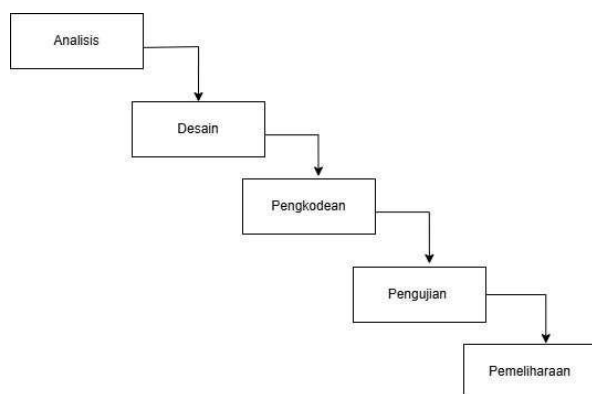 Analisis
Desain
Pengkodean
Pengujian
Pemeliharaan